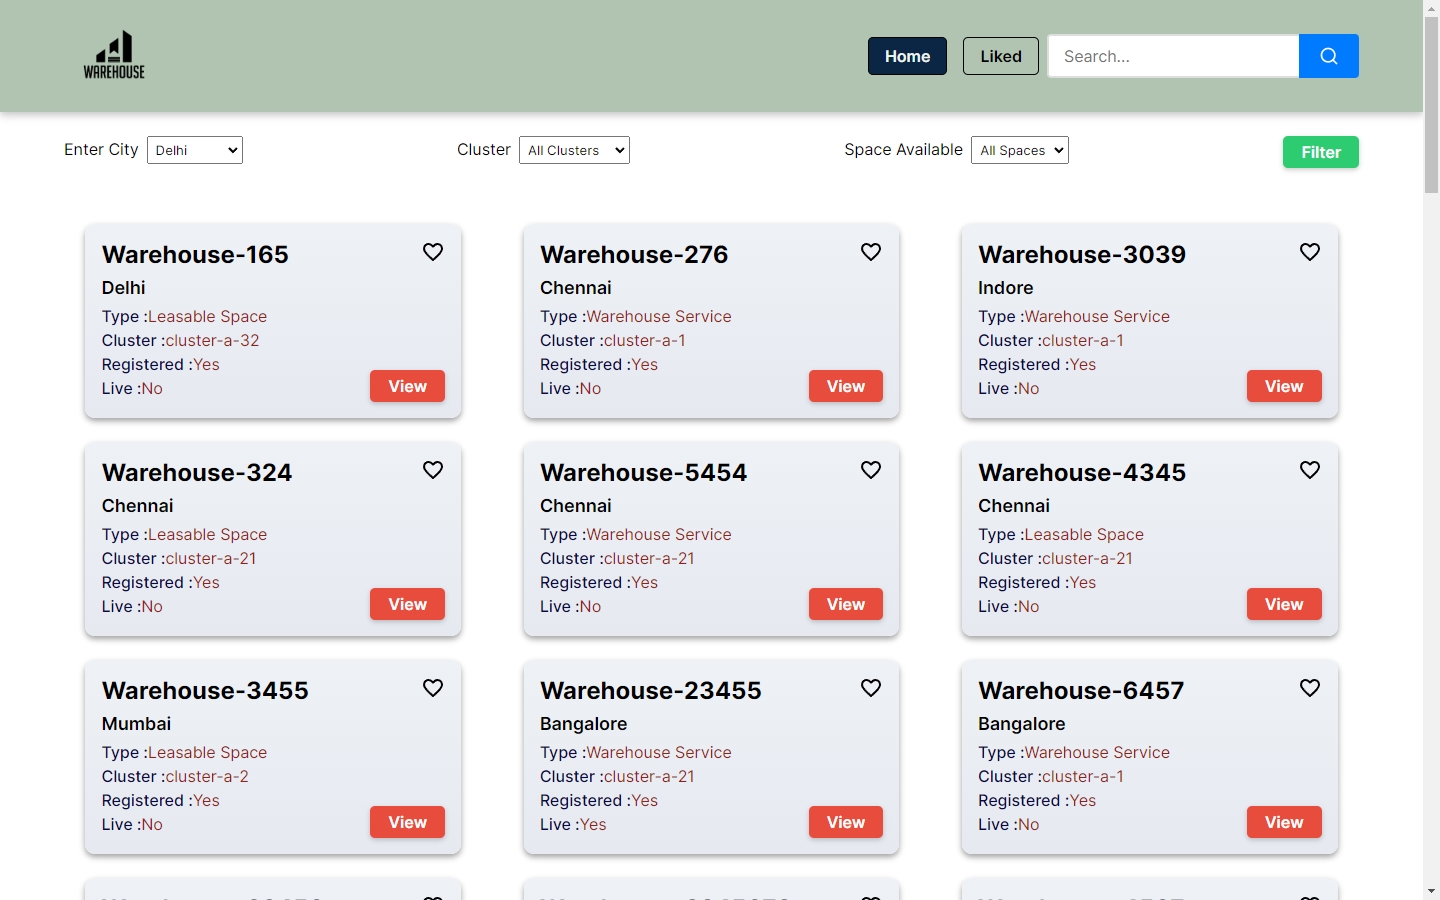 WAREHOUSE
Home
Liked
Search...
Enter City Delhi
Cluster All Clusters
Space Available All Spaces
Filter
Warehouse-165
Delhi
Type :Leasable Space
Cluster :cluster-a-32
Registered :Yes
Live :No
View
Warehouse-276
Chennai
Type :Warehouse Service
Cluster :cluster-a-1
Registered :Yes
Live :No
View
Warehouse-3039
Indore
Type :Warehouse Service
Cluster :cluster-a-1
Registered :Yes
Live :No
View
Warehouse-324
Chennai
Type :Leasable Space
Cluster :cluster-a-21
Registered :Yes
Live :No
View
Warehouse-5454
Chennai
Type :Warehouse Service
Cluster :cluster-a-21
Registered :Yes
Live :No
View
Warehouse-4345
Chennai
Type :Leasable Space
Cluster :cluster-a-21
Registered :Yes
Live :No
View
Warehouse-3455
Mumbai
Type :Leasable Space
Cluster :cluster-a-2
Registered :Yes
Live :No
View
Warehouse-23455
Bangalore
Type :Warehouse Service
Cluster :cluster-a-21
Registered :Yes
Live :Yes
View
Warehouse-6457
Bangalore
Type :Warehouse Service
Cluster :cluster-a-1
Registered :Yes
Live :No
View